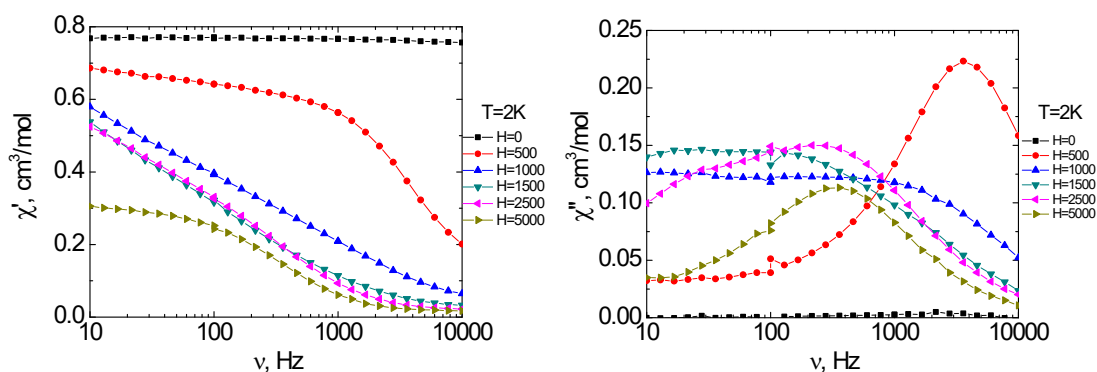 0.8
0.6
0.4
0.2
0.0
χ', cm³/mol
10
100
1000
10000
ν, Hz
T=2K
H=0
H=500
H=1000
H=1500
H=2500
H=5000
0.25
0.20
0.15
0.10
0.05
0.00
χ'', cm³/mol
10
100
1000
10000
ν, Hz
T=2K
H=0
H=500
H=1000
H=1500
H=2500
H=5000